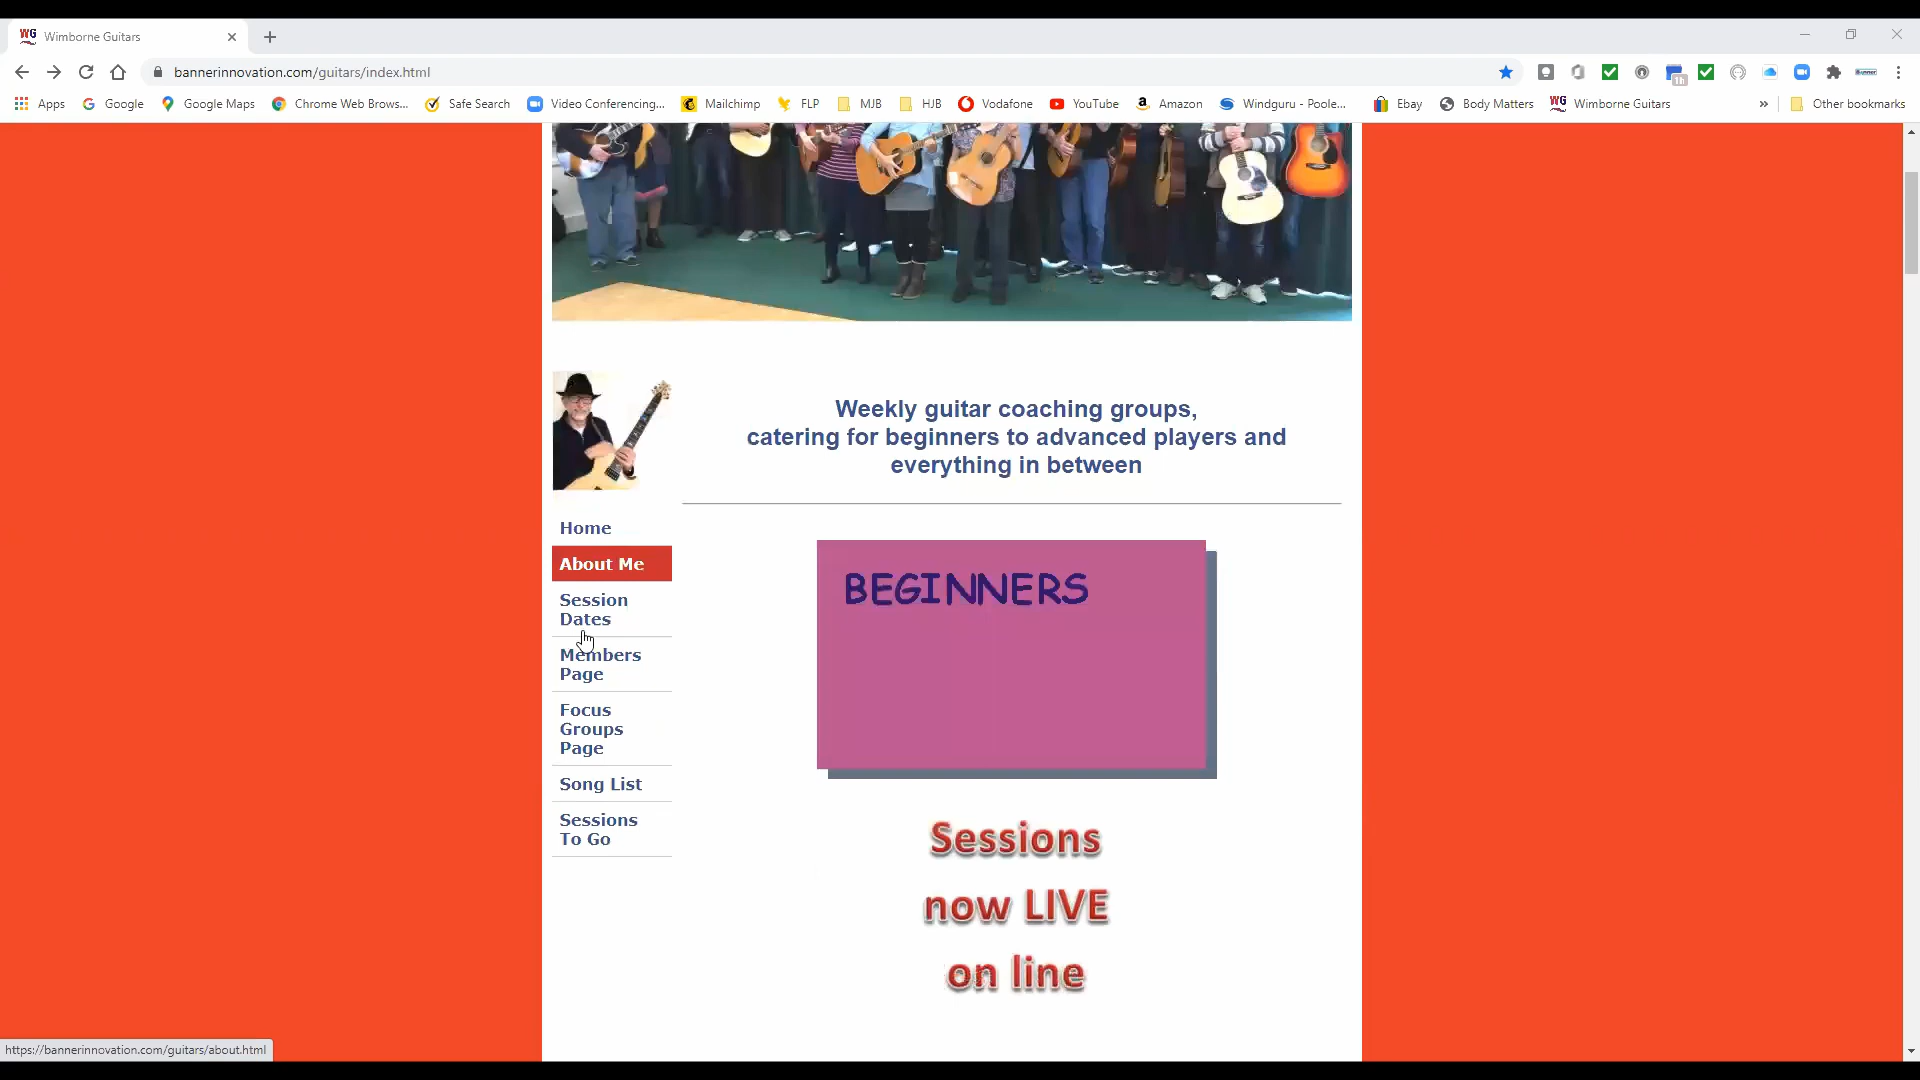 WG Wimborne Guitars
bannerinnovation.com/guitars/index.html
1h
Apps Google Google Maps Chrome Web Brows... Safe Search Video Conferencing... Mailchimp FLP MJB HJB Vodafone YouTube Amazon Windguru - Poole... Ebay Body Matters WG Wimborne Guitars » Other bookmarks
Weekly guitar coaching groups,
catering for beginners to advanced players and
everything in between
Home
About Me
Session
Dates
Members
Page
Focus
Groups
Page
Song List
Sessions
To Go
BEGINNERS
Sessions
now LIVE
on line
https://bannerinnovation.com/guitars/about.html